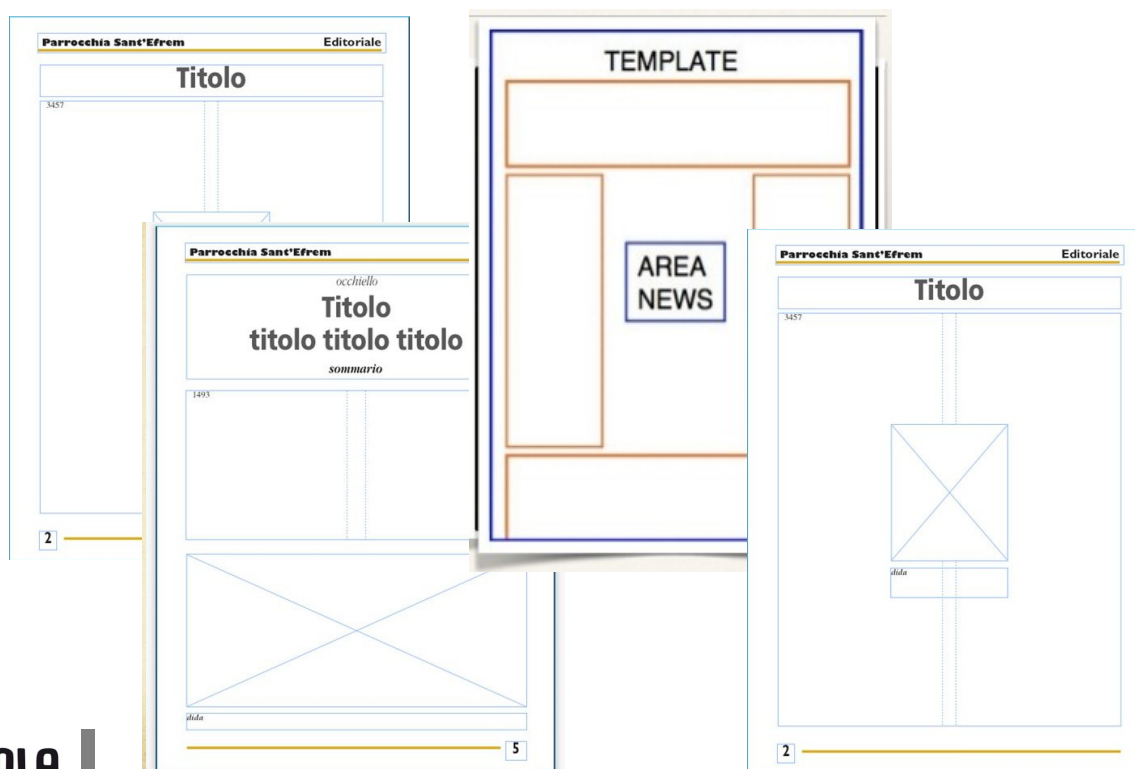 Parrocchia Sant'Efrem Editoriale
Titolo
3457
2
Parrocchia Sant'Efrem
occhiello
Titolo
titolo titolo titolo
sommario
1493
dida
5
TEMPLATE
AREA
NEWS
Parrocchia Sant'Efrem Editoriale
Titolo
3457
dida
2